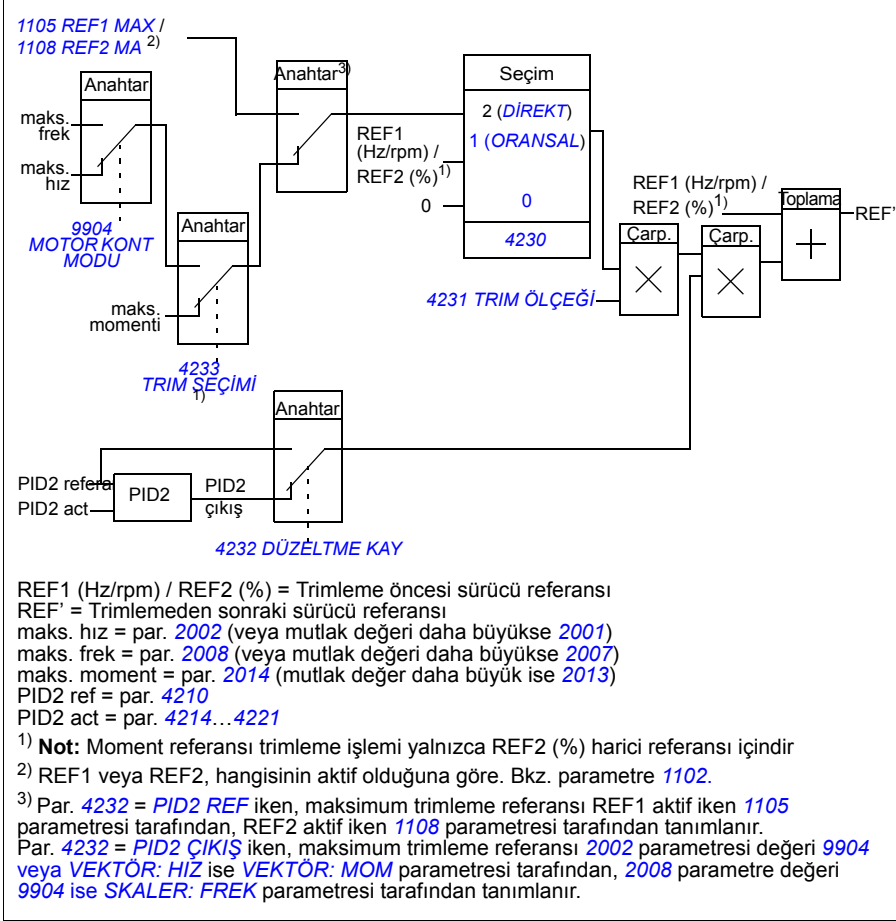 1105 REF1 MAX /
1108 REF2 MA 2)
Anahtar
maks.
frek
maks.
hız
9904
MOTOR KONT
MODU
Anahtar3)
Anahtar
maks.
momenti
4233
TRIM SEÇİMİ
1)
REF1
(Hz/rpm) /
REF2 (%)1)
0
Seçim
2 (DİREKT)
1 (ORANSAL)
0
4230
4231 TRIM ÖLÇEĞİ
Çarp.
REF1 (Hz/rpm) /
REF2 (%)1)
Çarp.
Toplama
REF’
Anahtar
PID2 refera
PID2 act
PID2
PID2
çıkış
4232 DÜZELTME KAY
REF1 (Hz/rpm) / REF2 (%) = Trimleme öncesi sürücü referansı
REF’ = Trimlemeden sonraki sürücü referansı
maks. hız = par. 2002 (veya mutlak değeri daha büyükse 2001)
maks. frek = par. 2008 (veya mutlak değeri daha büyükse 2007)
maks. moment = par. 2014 (mutlak değer daha büyük ise 2013)
PID2 ref = par. 4210
PID2 act = par. 4214…4221
1) Not: Moment referansı trimleme işlemi yalnızca REF2 (%) harici referansı içindir
2) REF1 veya REF2, hangisinin aktif olduğuna göre. Bkz. parametre 1102.
3) Par. 4232 = PID2 REF iken, maksimum trimleme referansı REF1 aktif iken 1105
parametresi tarafından, REF2 aktif iken 1108 parametresi tarafından tanımlanır.
Par. 4232 = PID2 ÇIKIŞ iken, maksimum trimleme referansı 2002 parametresi değeri 9904
veya VEKTÖR: HIZ ise VEKTÖR: MOM parametresi tarafından, 2008 parametre değeri
9904 ise SKALER: FREK parametresi tarafından tanımlanır.